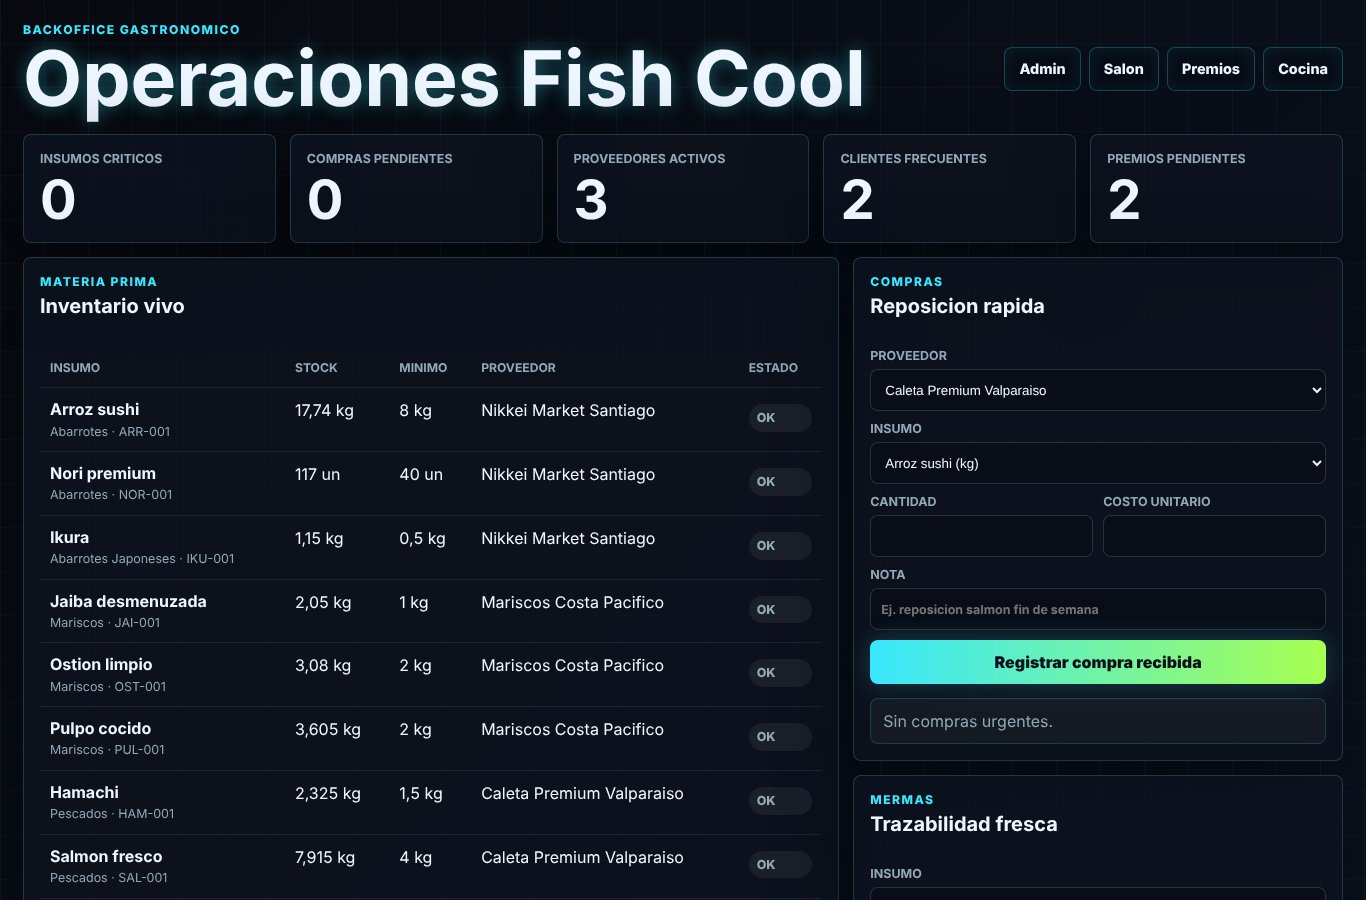 BACKOFFICE GASTRONOMICO
Operaciones Fish Cool
Admin
Salon
Premios
Cocina
INSUMOS CRITICOS
0
COMPRAS PENDIENTES
0
PROVEEDORES ACTIVOS
3
CLIENTES FRECUENTES
2
PREMIOS PENDIENTES
2
MATERIA PRIMA
Inventario vivo
INSUMO STOCK MINIMO PROVEEDOR ESTADO
Arroz sushi 17,74 kg 8 kg Nikkei Market Santiago OK
Abarrotes · ARR-001
Nori premium 117 un 40 un Nikkei Market Santiago OK
Abarrotes · NOR-001
Ikura 1,15 kg 0,5 kg Nikkei Market Santiago OK
Abarrotes Japoneses · IKU-001
Jaiba desmenuzada 2,05 kg 1 kg Mariscos Costa Pacifico OK
Mariscos · JAI-001
Ostion limpio 3,08 kg 2 kg Mariscos Costa Pacifico OK
Mariscos · OST-001
Pulpo cocido 3,605 kg 2 kg Mariscos Costa Pacifico OK
Mariscos · PUL-001
Hamachi 2,325 kg 1,5 kg Caleta Premium Valparaiso OK
Pescados · HAM-001
Salmon fresco 7,915 kg 4 kg Caleta Premium Valparaiso OK
Pescados · SAL-001
COMPRAS
Reposicion rapida
PROVEEDOR
Caleta Premium Valparaiso
INSUMO
Arroz sushi (kg)
CANTIDAD COSTO UNITARIO
NOTA
Ej. reposicion salmon fin de semana
Registrar compra recibida
Sin compras urgentes.
MERMAS
Trazabilidad fresca
INSUMO